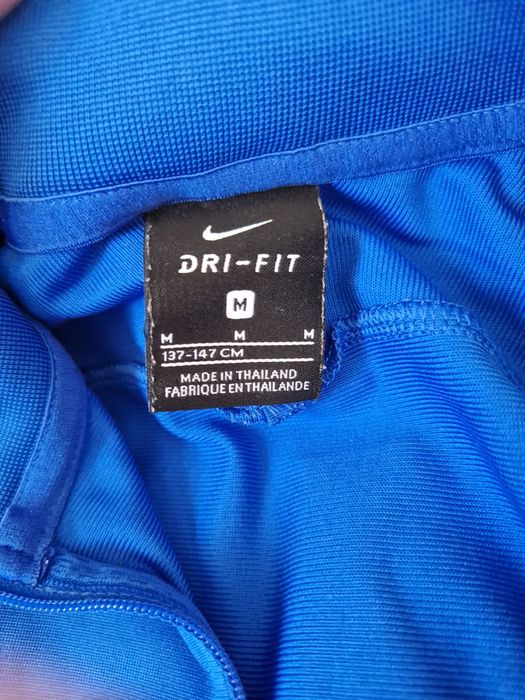 DRI-FIT
M
M M M
137-147 CM
MADE IN THAILAND
FABRIQUE EN THAILANDE